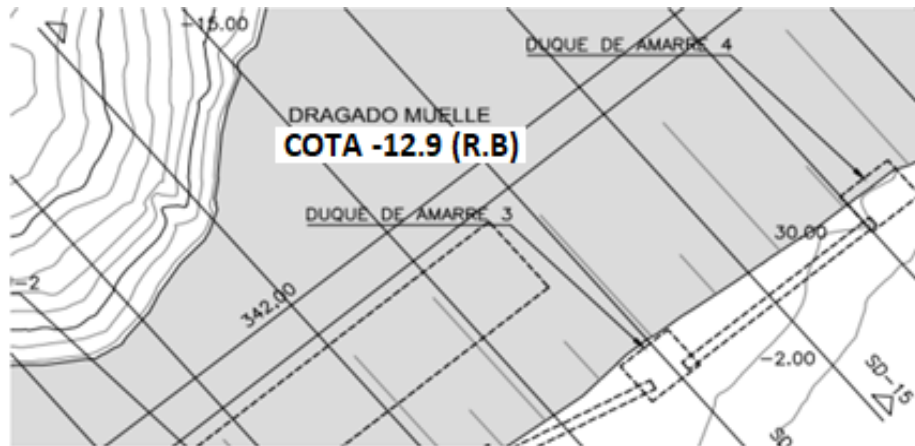 -15.00
DUQUE DE AMARRE 4
DRAGADO MUELLE
COTA -12.9 (R.B)
DUQUE DE AMARRE 3
30.00
-2
342.00
-2.00
SD-15